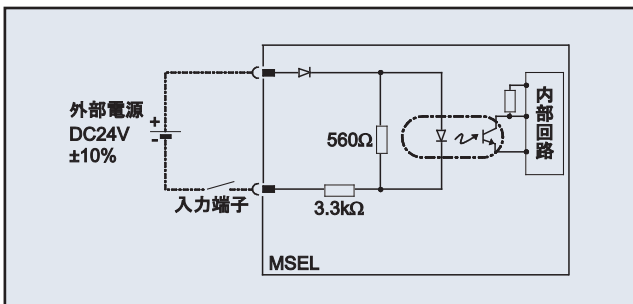 外部電源
DC24V
±10%
+
-
入力端子
560Ω
3.3kΩ
内部回路
MSEL